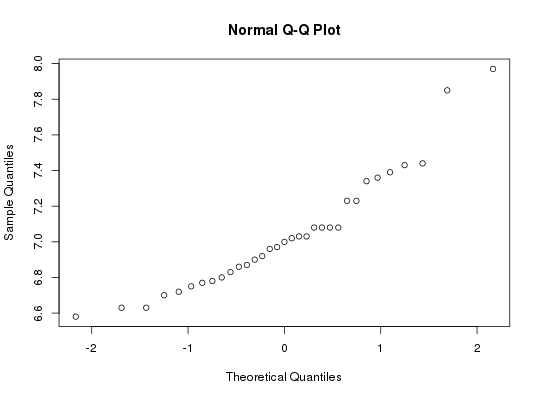 Normal Q-Q Plot
8.0
7.8
7.6
7.4
7.2
7.0
6.8
6.6
Sample Quantiles
-2 -1 0 1 2
Theoretical Quantiles